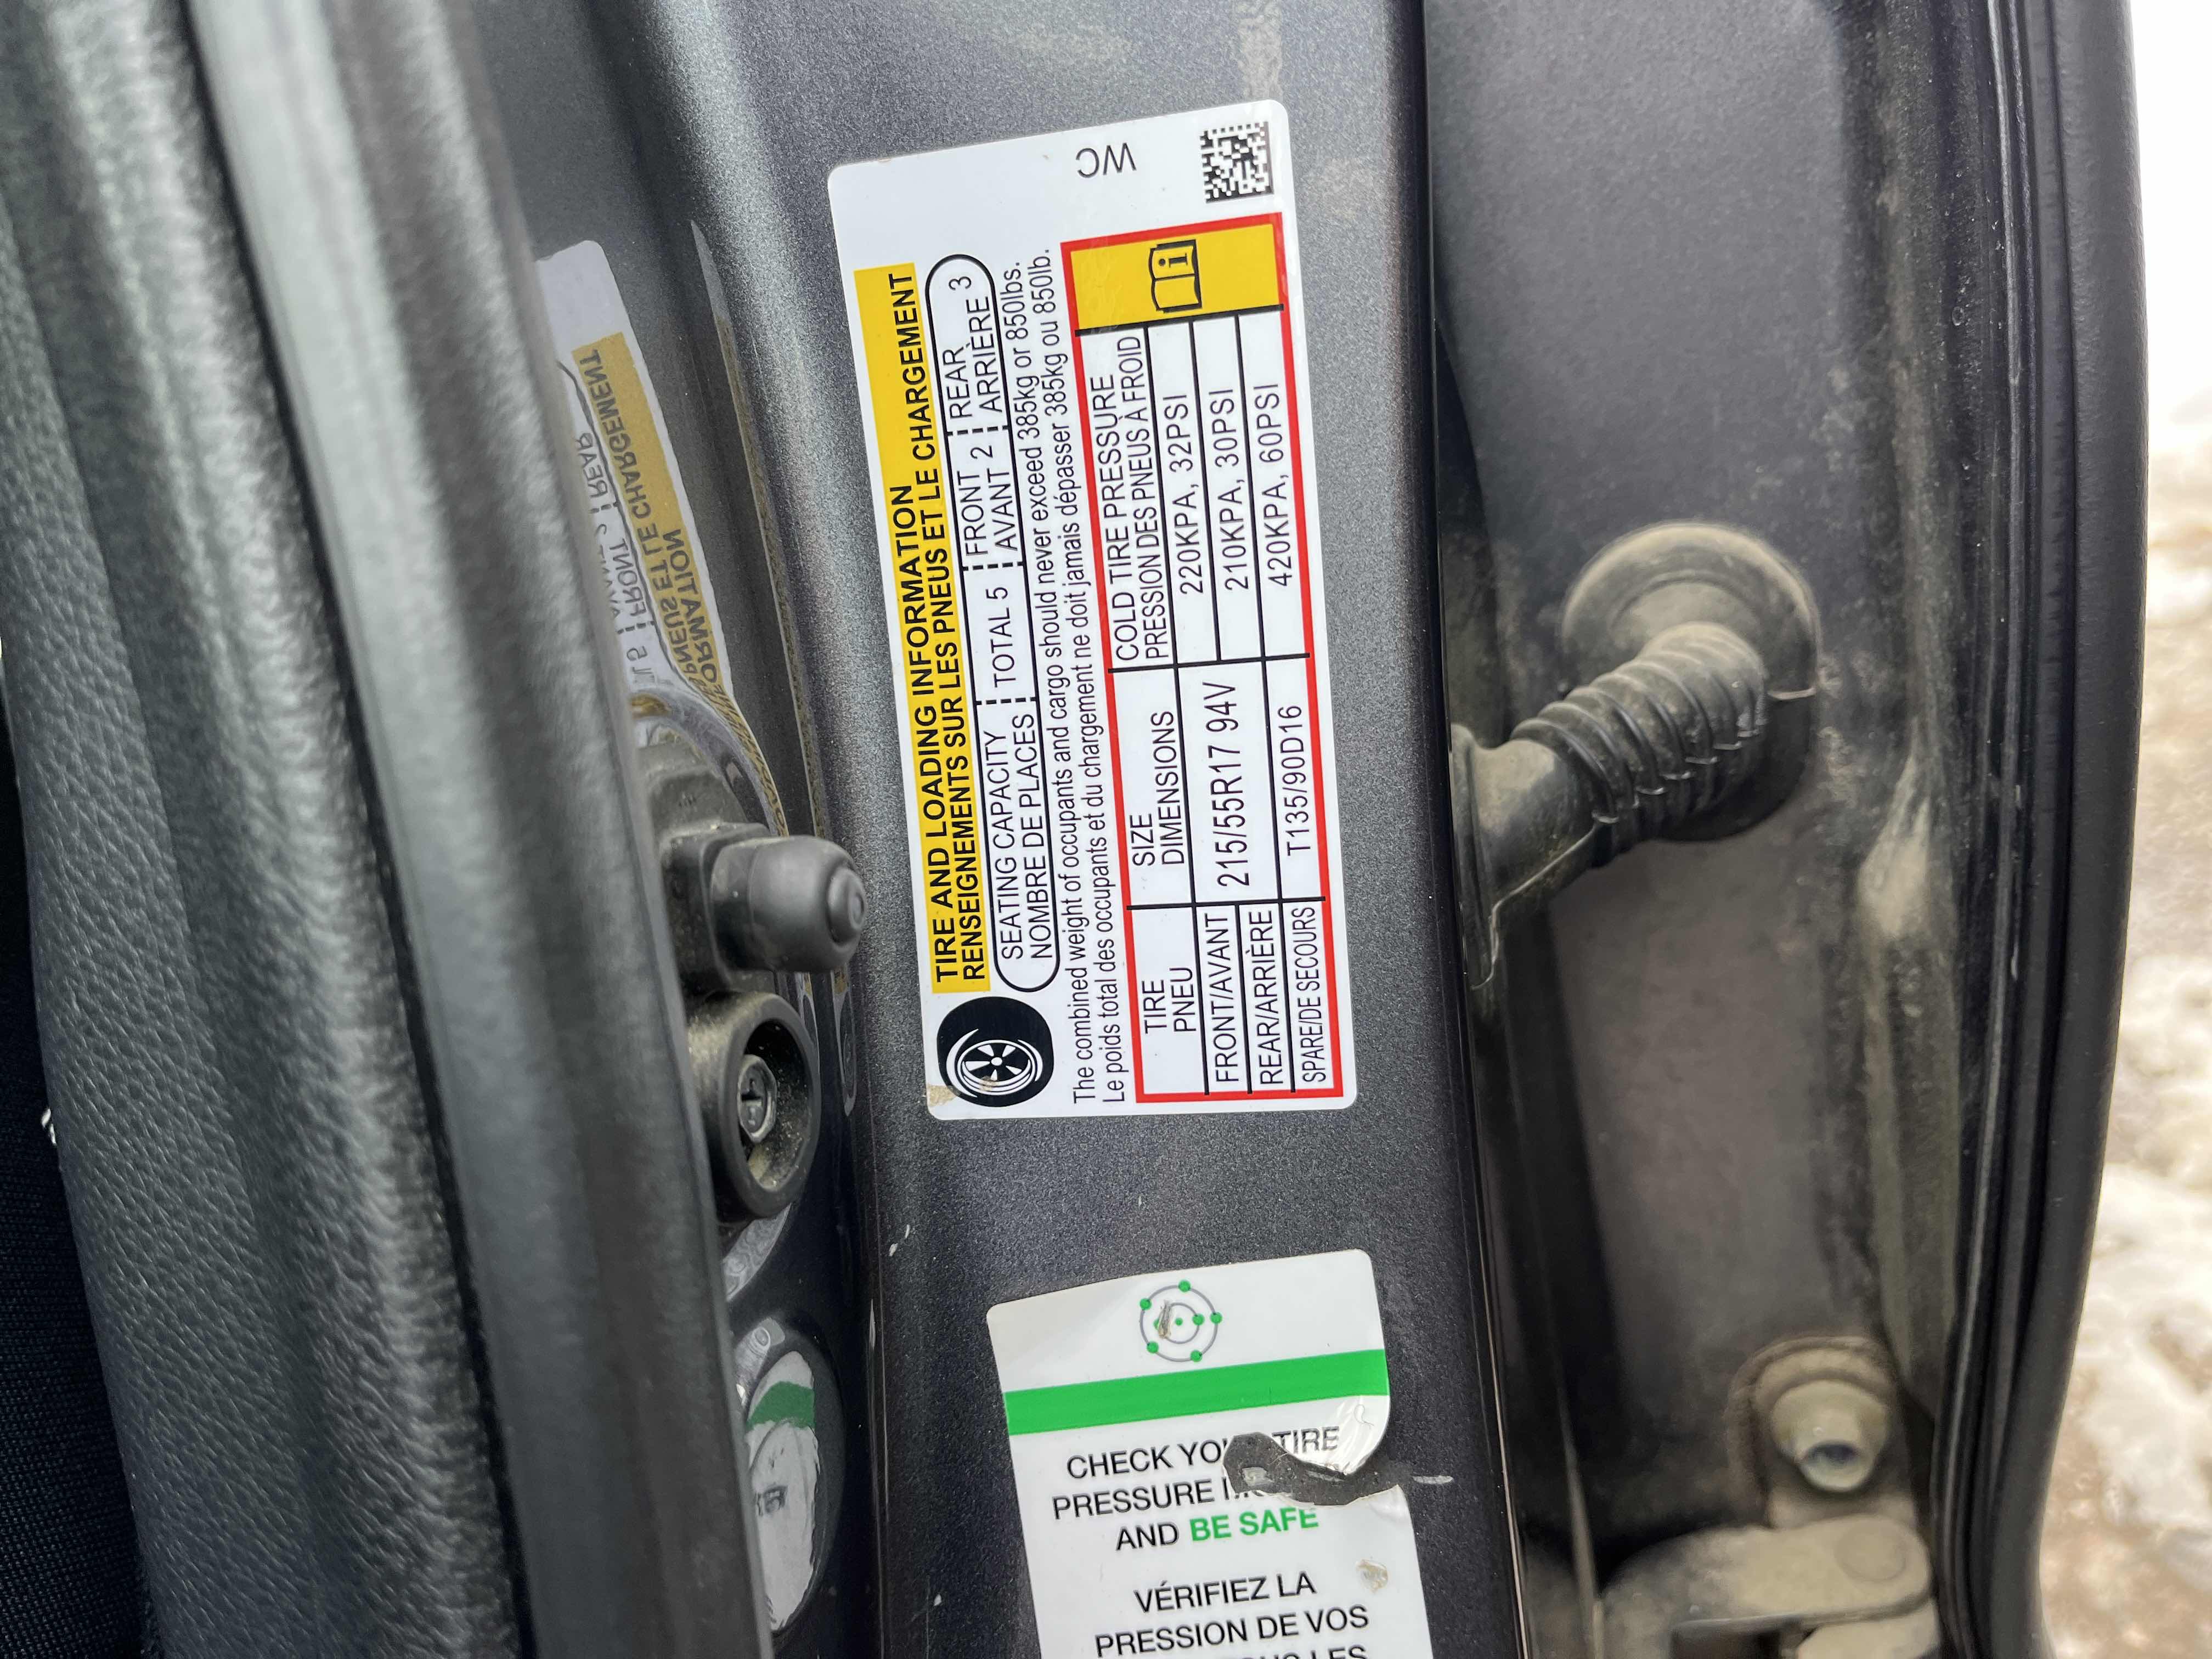 WC
TIRE AND LOADING INFORMATION
RENSEIGNEMENTS SUR LES PNEUS ET LE CHARGEMENT
SEATING CAPACITY TOTAL 5 FRONT 2 REAR 3
NOMBRE DE PLACES AVANT ARRIÈRE
The combined weight of occupants and cargo should never exceed 385kg or 850lbs.
Le poids total des occupants et du chargement ne doit jamais dépasser 385kg ou 850lb.
TIRE SIZE COLD TIRE PRESSURE
PNEU DIMENSIONS PRESSION DES PNEUS À FROID
FRONT/AVANT 215/55R17 94V 220KPA, 32PSI
REAR/ARRIÈRE 210KPA, 30PSI
SPARE/DE SECOURS T135/90D16 420KPA, 60PSI
CHECK TIRE
PRESSURE
AND BE SAFE
VÉRIFIEZ LA
PRESSION DE VOS
LES